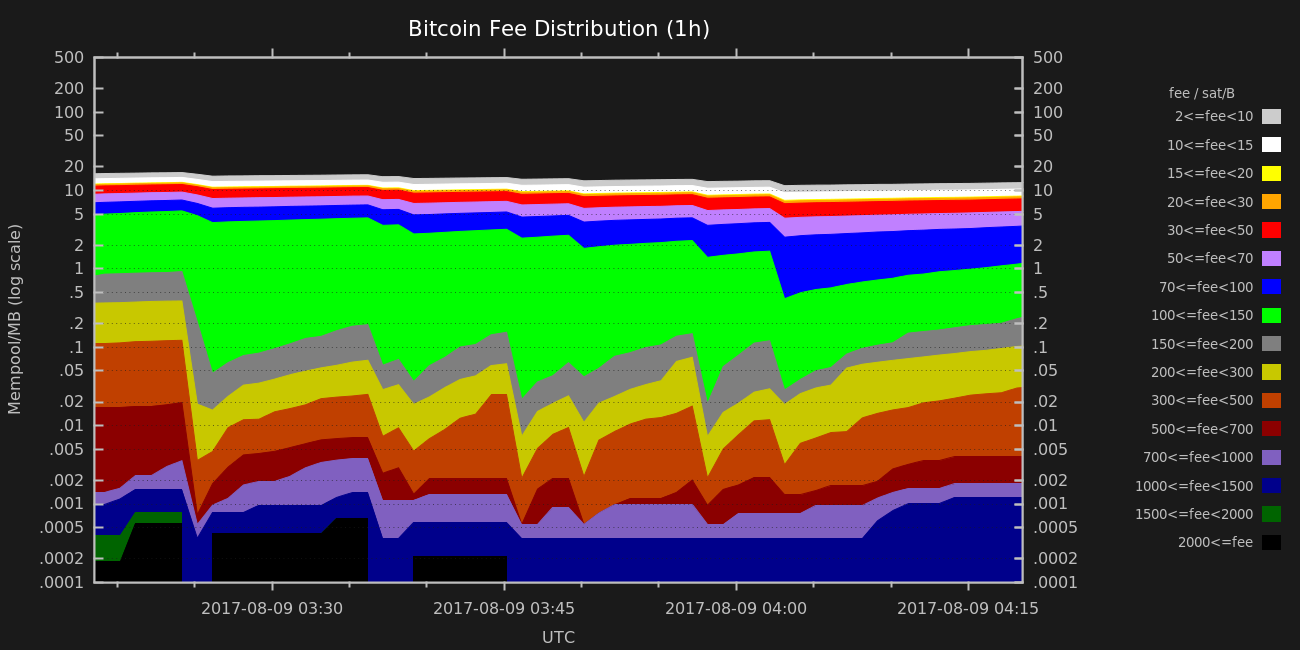 Bitcoin Fee Distribution (1h)
500
200
100
50
20
10
5
2
1
.5
.2
.1
.05
.02
.01
.005
.002
.001
.0005
.0002
.0001
Mempool/MB (log scale)
500
200
100
50
20
10
5
2
1
.5
.2
.1
.05
.02
.01
.005
.002
.001
.0005
.0002
.0001
2017-08-09 03:30
2017-08-09 03:45
2017-08-09 04:00
2017-08-09 04:15
UTC
fee / sat/B
2<=fee<10
10<=fee<15
15<=fee<20
20<=fee<30
30<=fee<50
50<=fee<70
70<=fee<100
100<=fee<150
150<=fee<200
200<=fee<300
300<=fee<500
500<=fee<700
700<=fee<1000
1000<=fee<1500
1500<=fee<2000
2000<=fee